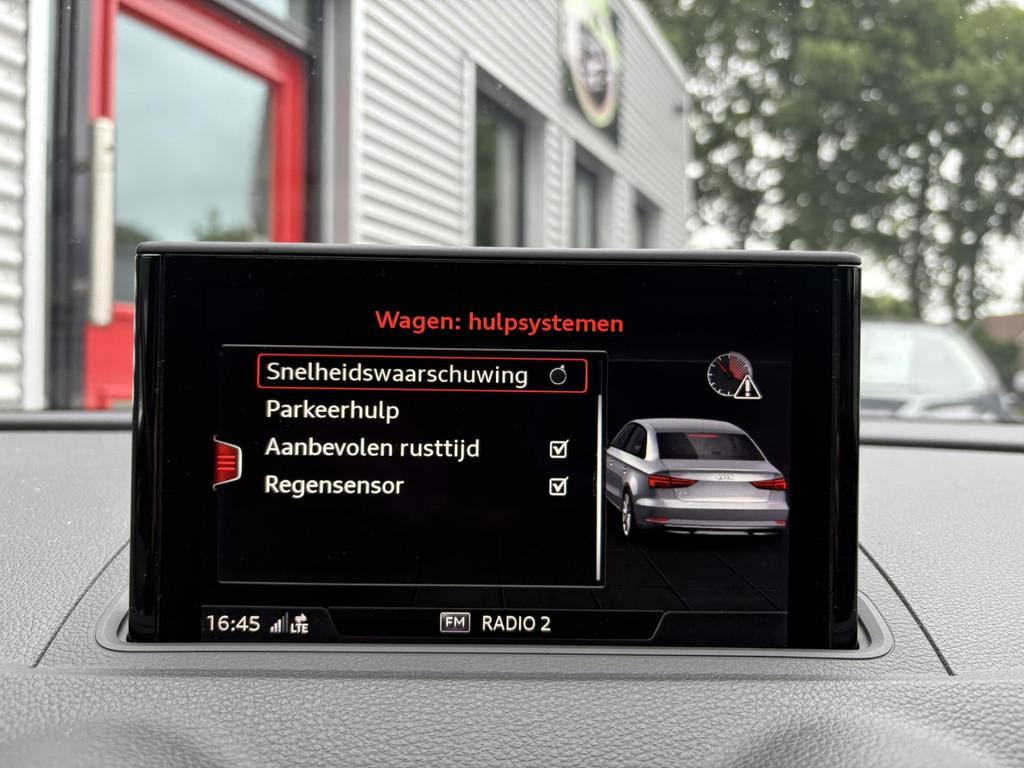 Wagen: hulpsystemen
Snelheidswaarschuwing
Parkeerhulp
Aanbevolen rusttijd
Regensensor
16:45 LTE FM RADIO 2